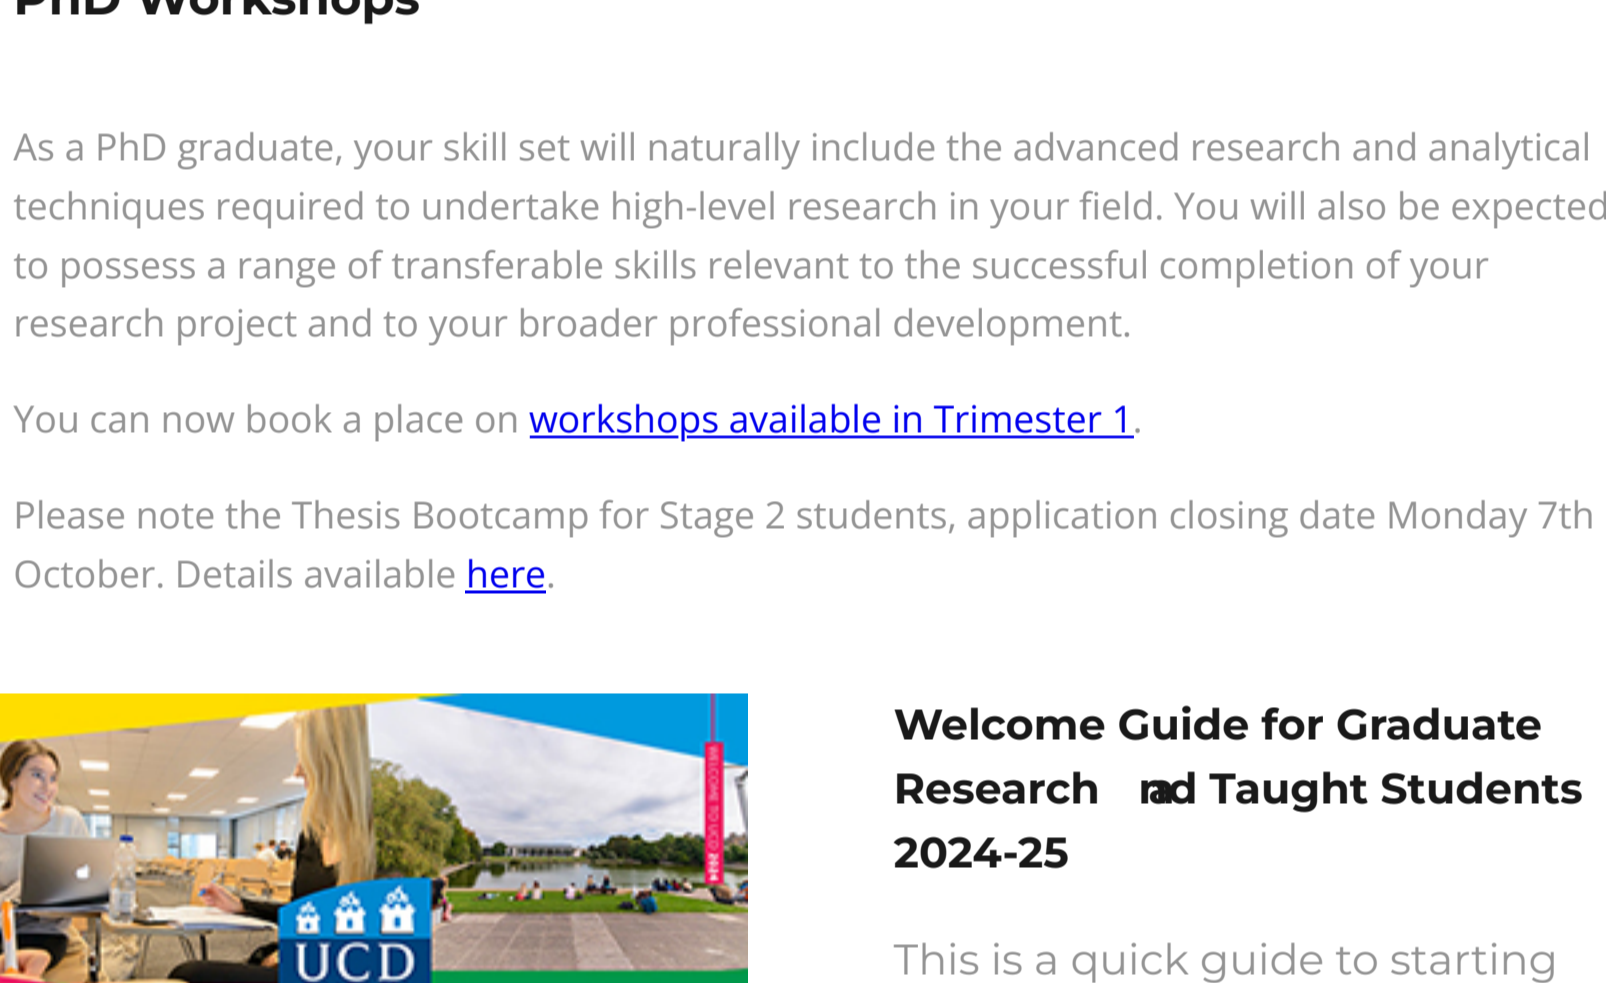 PhD Workshops
As a PhD graduate, your skill set will naturally include the advanced research and analytical
techniques required to undertake high-level research in your field. You will also be expected
to possess a range of transferable skills relevant to the successful completion of your
research project and to your broader professional development.
You can now book a place on workshops available in Trimester 1.
Please note the Thesis Bootcamp for Stage 2 students, application closing date Monday 7th
October. Details available here.
WELCOME TO UCD
UCD
Welcome Guide for Graduate
Research and Taught Students
2024-25
This is a quick guide to starting